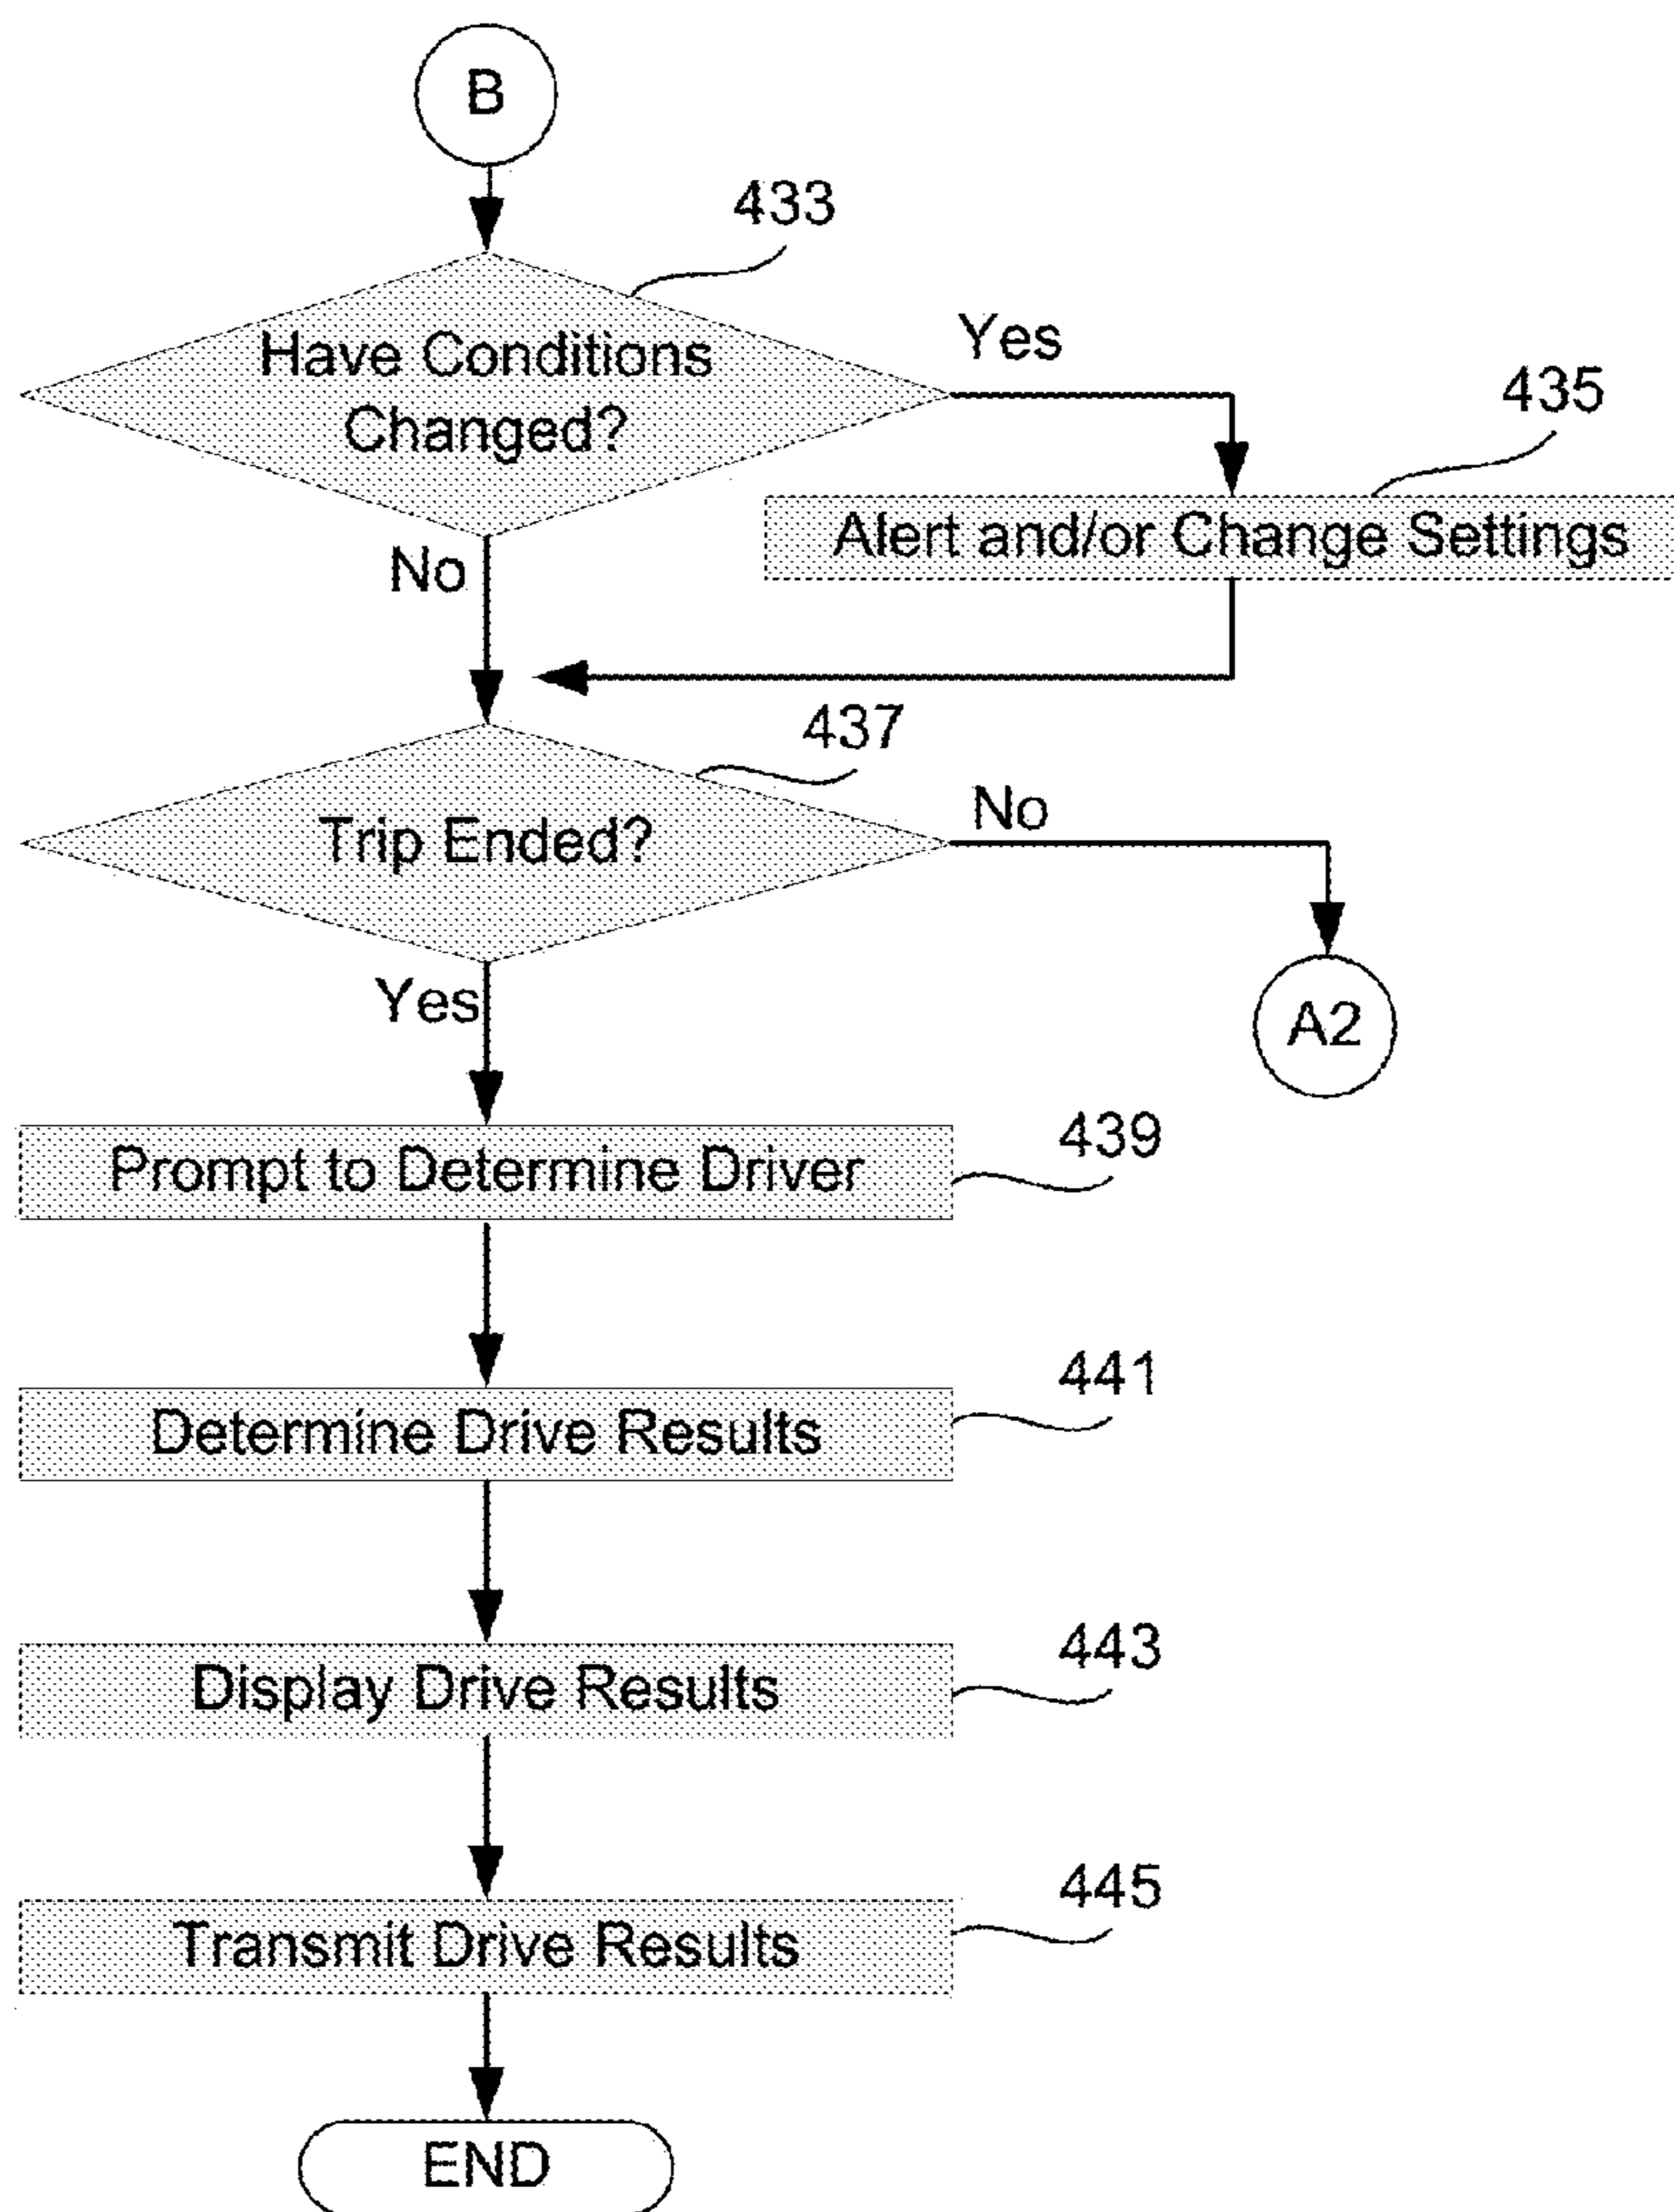 B
433
Have Conditions
Changed?
Yes
435
Alert and/or Change Settings
No
437
Trip Ended?
No
Yes
A2
439
Prompt to Determine Driver
441
Determine Drive Results
443
Display Drive Results
445
Transmit Drive Results
END